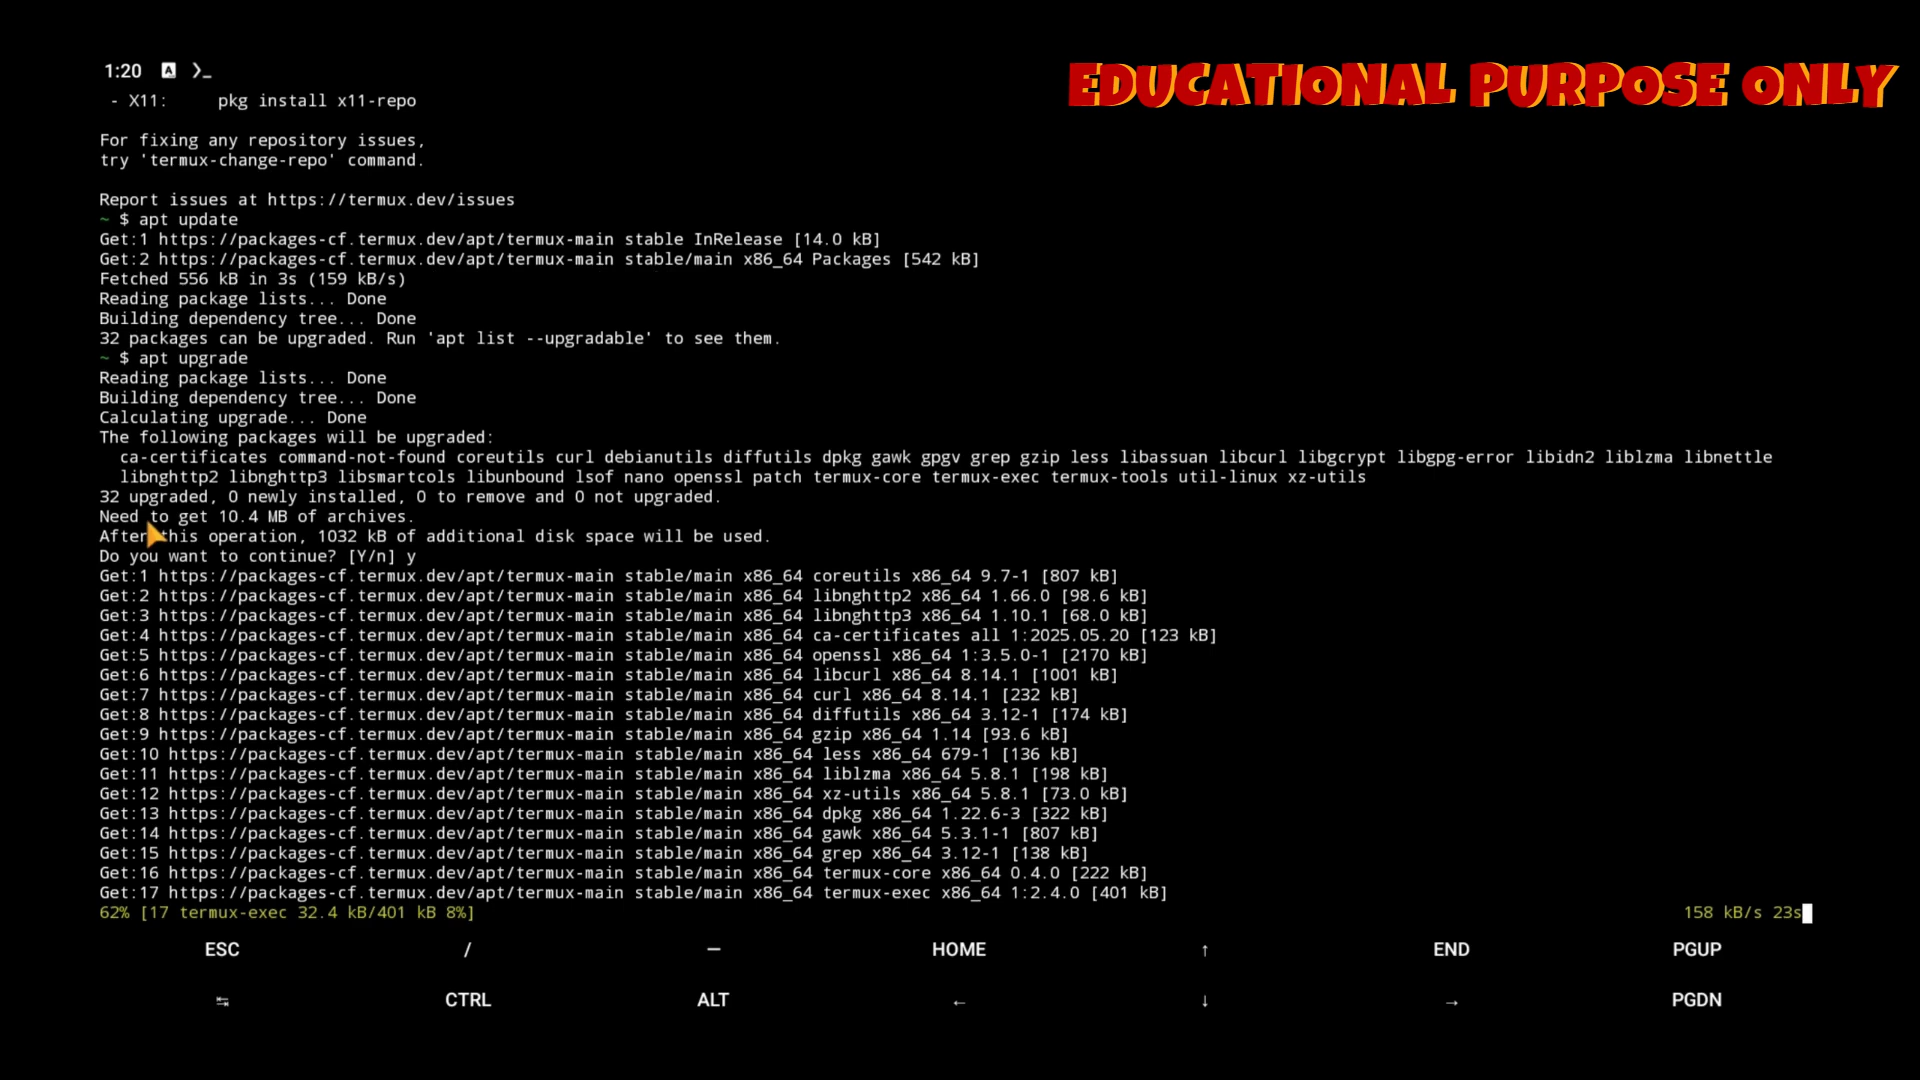 1:20 A >_
EDUCATIONAL PURPOSE ONLY
- X11:     pkg install x11-repo
For fixing any repository issues,
try 'termux-change-repo' command.
Report issues at https://termux.dev/issues
~ $ apt update
Get:1 https://packages-cf.termux.dev/apt/termux-main stable InRelease [14.0 kB]
Get:2 https://packages-cf.termux.dev/apt/termux-main stable/main x86_64 Packages [542 kB]
Fetched 556 kB in 3s (159 kB/s)
Reading package lists... Done
Building dependency tree... Done
32 packages can be upgraded. Run 'apt list --upgradable' to see them.
~ $ apt upgrade
Reading package lists... Done
Building dependency tree... Done
Calculating upgrade... Done
The following packages will be upgraded:
  ca-certificates command-not-found coreutils curl debianutils diffutils dpkg gawk gpgv grep gzip less libassuan libcurl libgcrypt libgpg-error libidn2 liblzma libnettle
  libnghttp2 libnghttp3 libsmartcols libunbound lsof nano openssl patch termux-core termux-exec termux-tools util-linux xz-utils
32 upgraded, 0 newly installed, 0 to remove and 0 not upgraded.
Need to get 10.4 MB of archives.
After this operation, 1032 kB of additional disk space will be used.
Do you want to continue? [Y/n] y
Get:1 https://packages-cf.termux.dev/apt/termux-main stable/main x86_64 coreutils x86_64 9.7-1 [807 kB]
Get:2 https://packages-cf.termux.dev/apt/termux-main stable/main x86_64 libnghttp2 x86_64 1.66.0 [98.6 kB]
Get:3 https://packages-cf.termux.dev/apt/termux-main stable/main x86_64 libnghttp3 x86_64 1.10.1 [68.0 kB]
Get:4 https://packages-cf.termux.dev/apt/termux-main stable/main x86_64 ca-certificates all 1:2025.05.20 [123 kB]
Get:5 https://packages-cf.termux.dev/apt/termux-main stable/main x86_64 openssl x86_64 1:3.5.0-1 [2170 kB]
Get:6 https://packages-cf.termux.dev/apt/termux-main stable/main x86_64 libcurl x86_64 8.14.1 [1001 kB]
Get:7 https://packages-cf.termux.dev/apt/termux-main stable/main x86_64 curl x86_64 8.14.1 [232 kB]
Get:8 https://packages-cf.termux.dev/apt/termux-main stable/main x86_64 diffutils x86_64 3.12-1 [174 kB]
Get:9 https://packages-cf.termux.dev/apt/termux-main stable/main x86_64 gzip x86_64 1.14 [93.6 kB]
Get:10 https://packages-cf.termux.dev/apt/termux-main stable/main x86_64 less x86_64 679-1 [136 kB]
Get:11 https://packages-cf.termux.dev/apt/termux-main stable/main x86_64 liblzma x86_64 5.8.1 [198 kB]
Get:12 https://packages-cf.termux.dev/apt/termux-main stable/main x86_64 xz-utils x86_64 5.8.1 [73.0 kB]
Get:13 https://packages-cf.termux.dev/apt/termux-main stable/main x86_64 dpkg x86_64 1.22.6-3 [322 kB]
Get:14 https://packages-cf.termux.dev/apt/termux-main stable/main x86_64 gawk x86_64 5.3.1-1 [807 kB]
Get:15 https://packages-cf.termux.dev/apt/termux-main stable/main x86_64 grep x86_64 3.12-1 [138 kB]
Get:16 https://packages-cf.termux.dev/apt/termux-main stable/main x86_64 termux-core x86_64 0.4.0 [222 kB]
Get:17 https://packages-cf.termux.dev/apt/termux-main stable/main x86_64 termux-exec x86_64 1:2.4.0 [401 kB]
62% [17 termux-exec 32.4 kB/401 kB 8%] 158 kB/s 23s
ESC / — HOME ↑ END PGUP
↹ CTRL ALT ← ↓ → PGDN